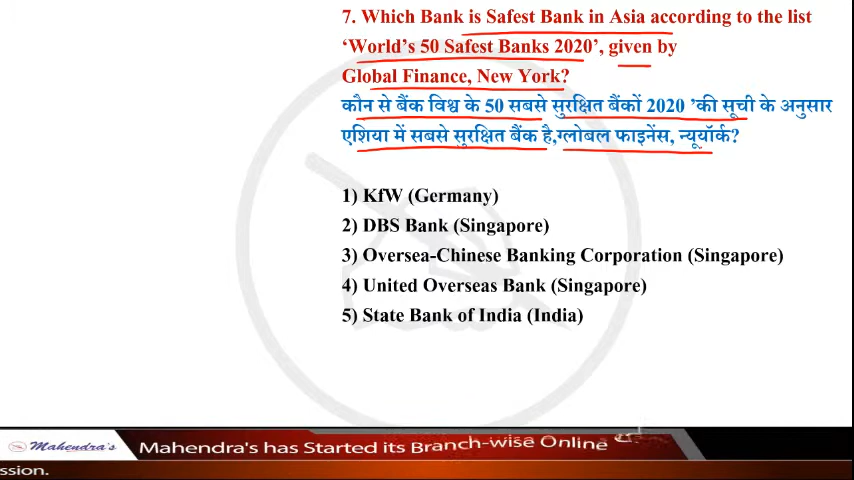 7. Which Bank is Safest Bank in Asia according to the list
‘World’s 50 Safest Banks 2020’, given by
Global Finance, New York?
कौन से बैंक विश्व के 50 सबसे सुरक्षित बैंकों 2020 ’की सूची के अनुसार
एशिया में सबसे सुरक्षित बैंक है,ग्लोबल फाइनेंस, न्यूयॉर्क?
1) KfW (Germany)
2) DBS Bank (Singapore)
3) Oversea-Chinese Banking Corporation (Singapore)
4) United Overseas Bank (Singapore)
5) State Bank of India (India)
Mahendra's
Mahendra's has Started its Branch-wise Online
ssion.